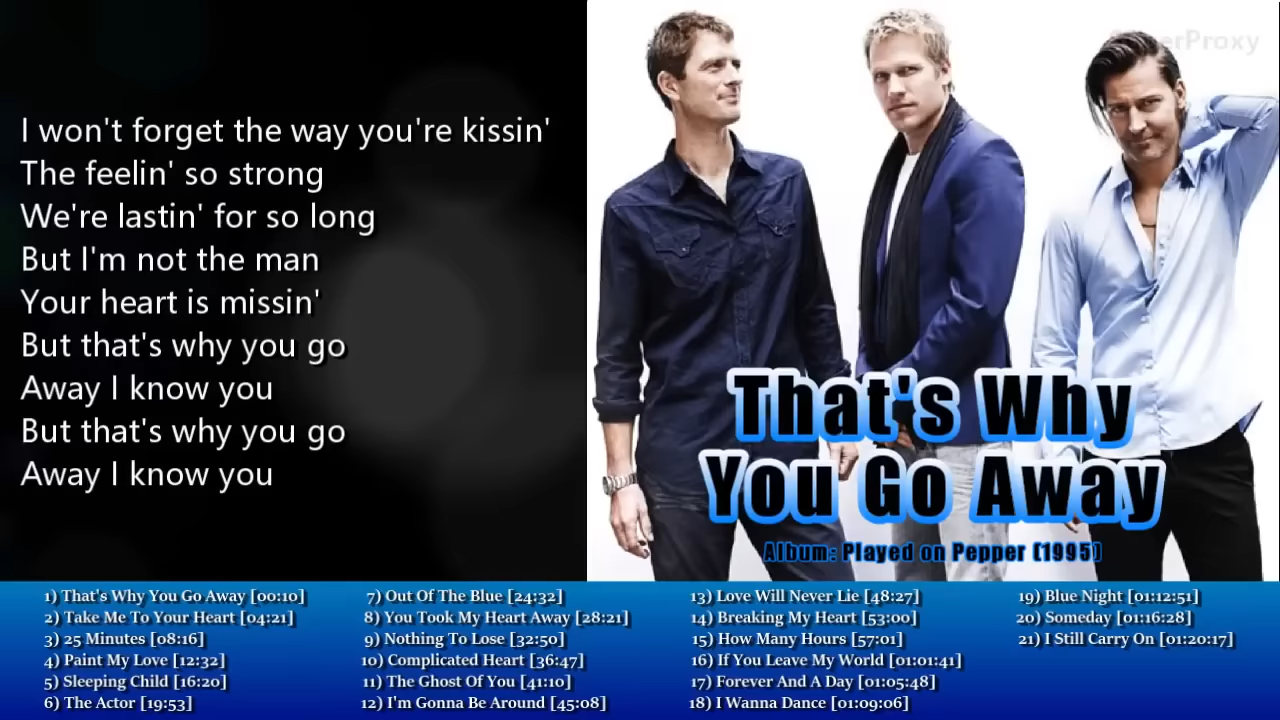 I won't forget the way you're kissin'
The feelin' so strong
We're lastin' for so long
But I'm not the man
Your heart is missin'
But that's why you go
Away I know you
But that's why you go
Away I know you
That's Why
You Go Away
Album: Played on Pepper (1995)
1) That's Why You Go Away [00:10]
2) Take Me To Your Heart [04:21]
3) 25 Minutes [08:16]
4) Paint My Love [12:32]
5) Sleeping Child [16:20]
6) The Actor [19:53]
7) Out Of The Blue [24:32]
8) You Took My Heart Away [28:21]
9) Nothing To Lose [32:50]
10) Complicated Heart [36:47]
11) The Ghost Of You [41:10]
12) I'm Gonna Be Around [45:08]
13) Love Will Never Lie [48:27]
14) Breaking My Heart [53:00]
15) How Many Hours [57:01]
16) If You Leave My World [01:01:41]
17) Forever And A Day [01:05:48]
18) I Wanna Dance [01:09:06]
19) Blue Night [01:12:51]
20) Someday [01:16:28]
21) I Still Carry On [01:20:17]